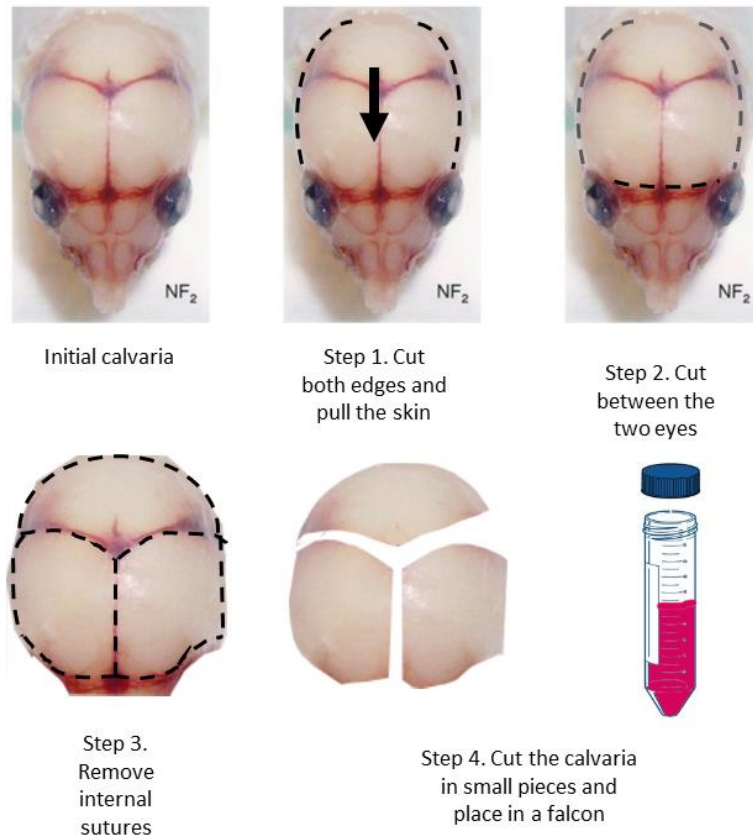 NF₂
NF₂
NF₂
Initial calvaria
Step 1. Cut
both edges and
pull the skin
Step 2. Cut
between the
two eyes
Step 3.
Remove
internal
sutures
Step 4. Cut the calvaria
in small pieces and
place in a falcon